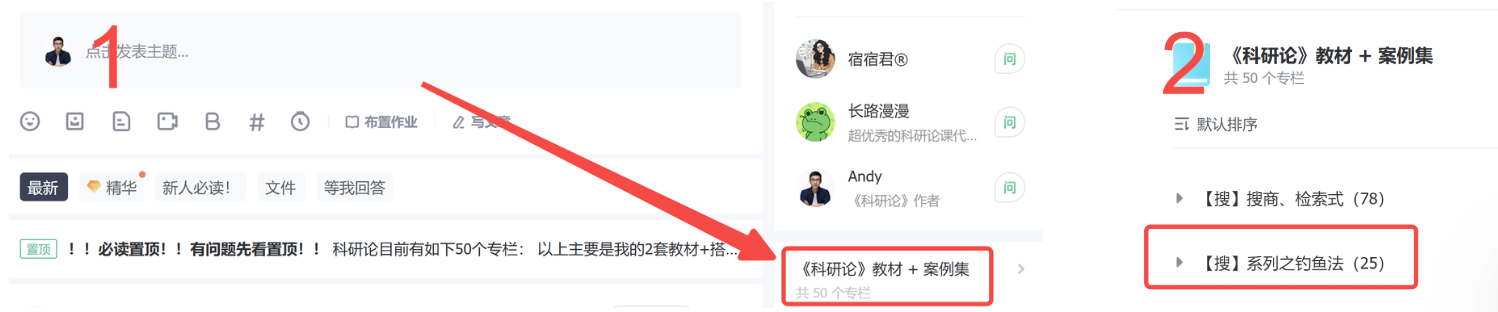 1
点击发表主题...
布置作业
写文章
最新
精华
新人必读！
文件
等我回答
置顶
！！必读置顶！！有问题先看置顶！！ 科研论目前有如下50个专栏： 以上主要是我的2套教材+搭...
宿宿君®
问
长路漫漫
超优秀的科研论课代...
问
Andy
《科研论》作者
问
《科研论》教材 + 案例集
共 50 个专栏
2
《科研论》教材 + 案例集
共 50 个专栏
默认排序
【搜】搜商、检索式（78）
【搜】系列之钓鱼法（25）